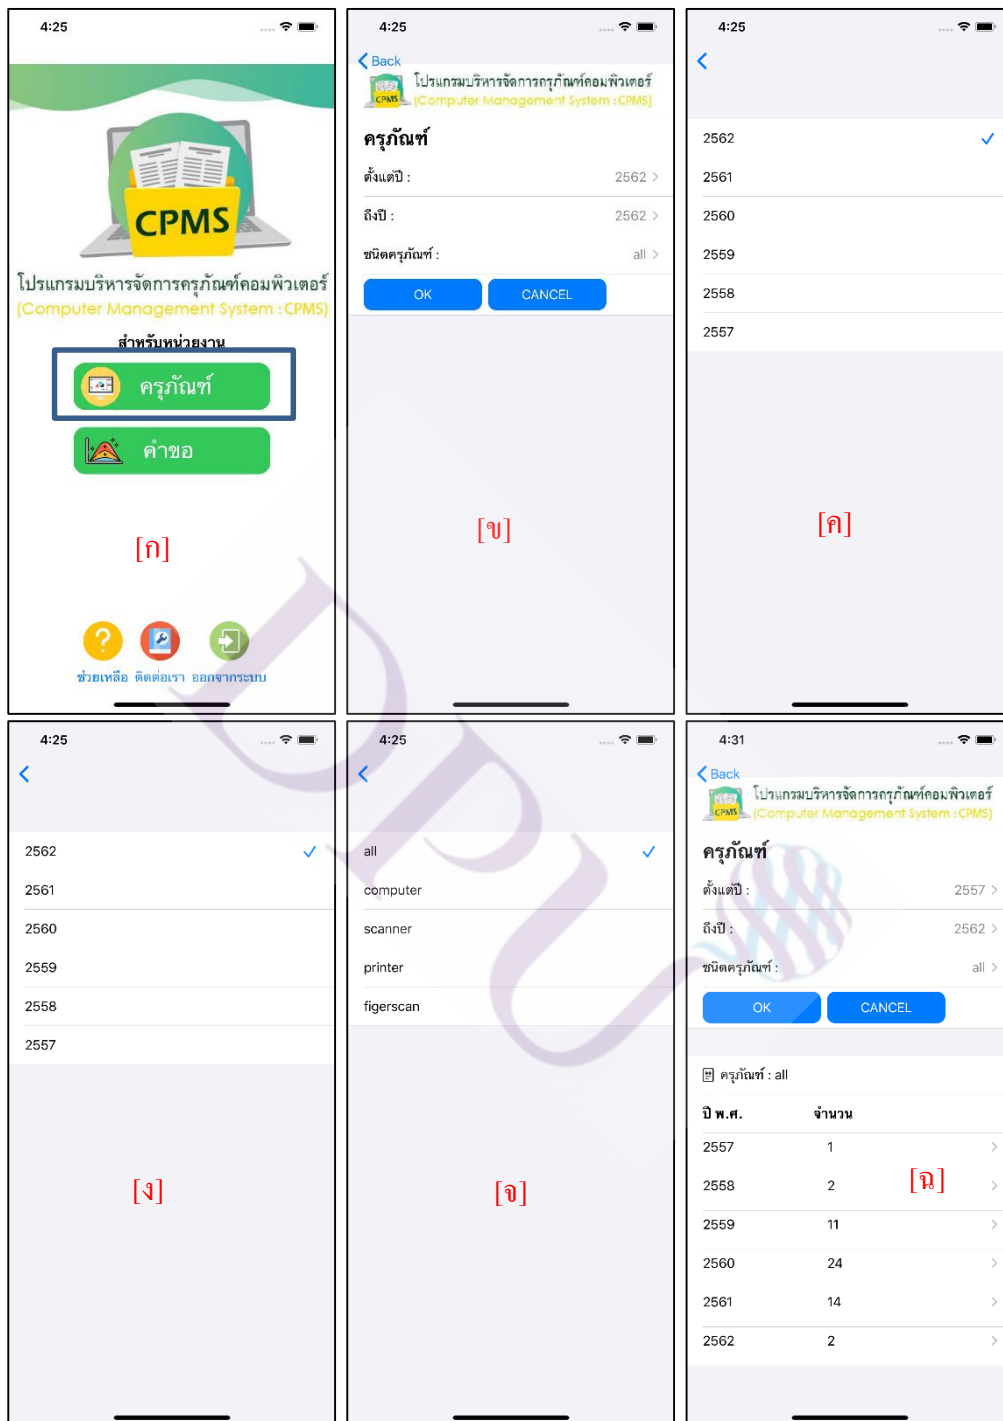 4:25
CPMS
โปรแกรมบริหารจัดการครุภัณฑ์คอมพิวเตอร์
(Computer Management System : CPMS)
สำหรับหน่วยงาน
ครุภัณฑ์
คำขอ
[ก]
ช่วยเหลือ ติดต่อเรา ออกจากระบบ
4:25
Back
CPMS
โปรแกรมบริหารจัดการครุภัณฑ์คอมพิวเตอร์
(Computer Management System : CPMS)
ครุภัณฑ์
ตั้งแต่ปี : 2562
ถึงปี : 2562
ชนิดครุภัณฑ์ : all
OK CANCEL
[ข]
4:25
2562
2561
2560
2559
2558
2557
[ค]
4:25
2562
2561
2560
2559
2558
2557
[ง]
4:25
all
computer
scanner
printer
figerscan
[จ]
4:31
Back
CPMS
โปรแกรมบริหารจัดการครุภัณฑ์คอมพิวเตอร์
(Computer Management System : CPMS)
ครุภัณฑ์
ตั้งแต่ปี : 2557
ถึงปี : 2562
ชนิดครุภัณฑ์ : all
OK CANCEL
ครุภัณฑ์ : all
ปี พ.ศ. จำนวน
2557 1
2558 2
2559 11
2560 24
2561 14
2562 2
[ฉ]
DPU